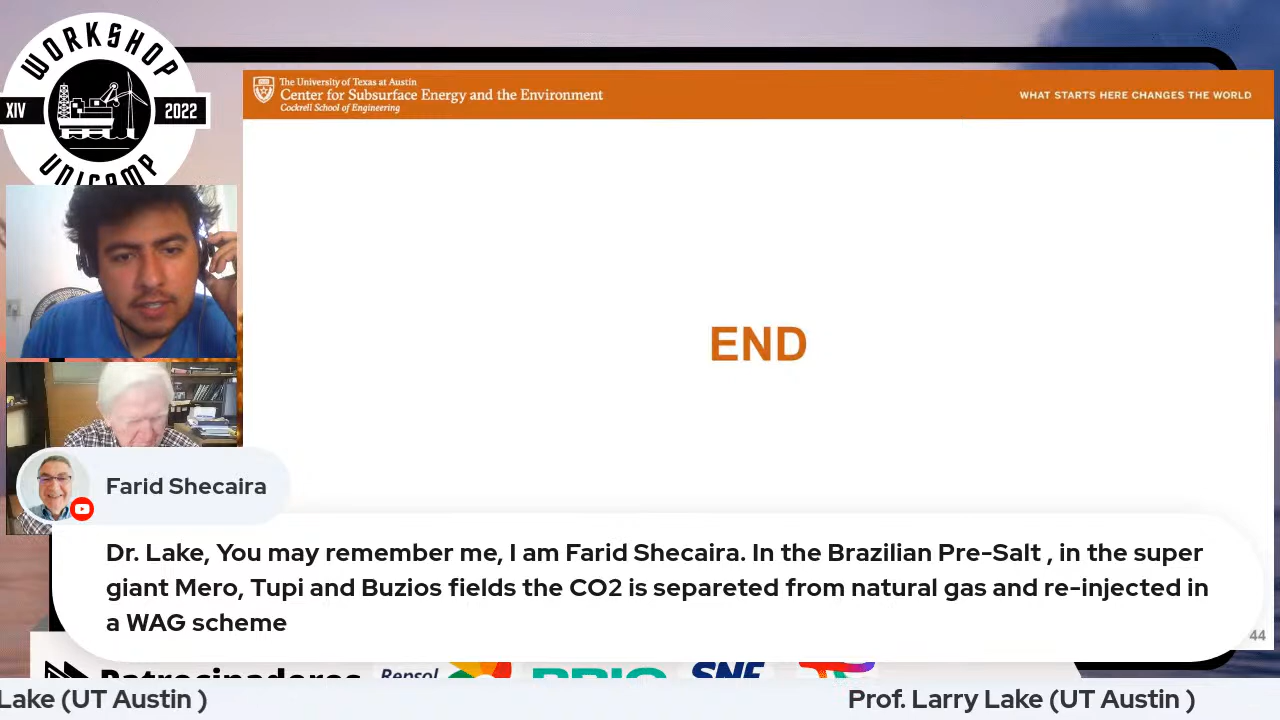 WORKSHOP
XIV
2022
UNICAMP
The University of Texas at Austin
Center for Subsurface Energy and the Environment
Cockrell School of Engineering
WHAT STARTS HERE CHANGES THE WORLD
END
Farid Shecaira
Dr. Lake, You may remember me, I am Farid Shecaira. In the Brazilian Pre-Salt , in the super
giant Mero, Tupi and Buzios fields the CO2 is separeted from natural gas and re-injected in
a WAG scheme
44
Patrocinadores
Repsol
PRIO
SNF
Lake (UT Austin )
Prof. Larry Lake (UT Austin )